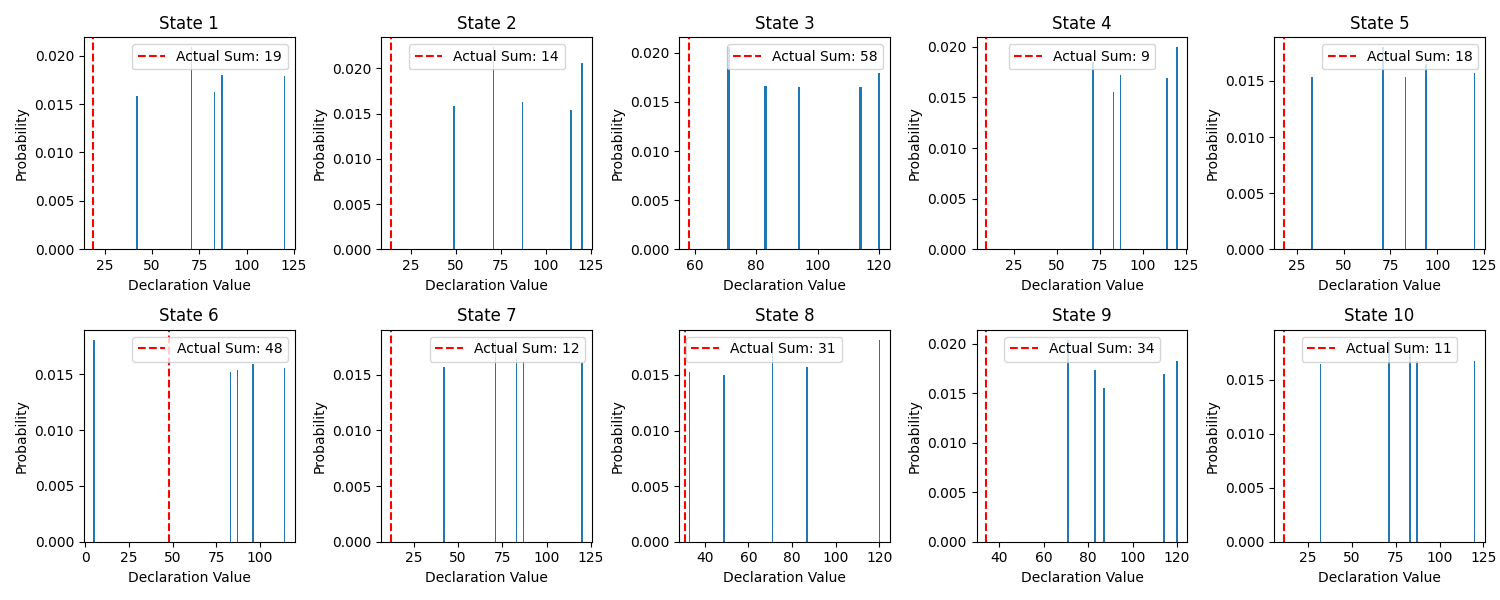 State 1
State 2
State 3
State 4
State 5
Probability
0.020
0.015
0.010
0.005
0.000
Actual Sum: 19
25
50
75
100
125
Declaration Value
Probability
0.020
0.015
0.010
0.005
0.000
Actual Sum: 14
25
50
75
100
125
Declaration Value
Probability
0.020
0.015
0.010
0.005
0.000
Actual Sum: 58
60
80
100
120
Declaration Value
Probability
0.020
0.015
0.010
0.005
0.000
Actual Sum: 9
25
50
75
100
125
Declaration Value
Probability
0.015
0.010
0.005
0.000
Actual Sum: 18
25
50
75
100
125
Declaration Value
State 6
State 7
State 8
State 9
State 10
Probability
0.015
0.010
0.005
0.000
Actual Sum: 48
0
25
50
75
100
Declaration Value
Probability
0.015
0.010
0.005
0.000
Actual Sum: 12
25
50
75
100
125
Declaration Value
Probability
0.015
0.010
0.005
0.000
Actual Sum: 31
40
60
80
100
120
Declaration Value
Probability
0.020
0.015
0.010
0.005
0.000
Actual Sum: 34
40
60
80
100
120
Declaration Value
Probability
0.015
0.010
0.005
0.000
Actual Sum: 11
25
50
75
100
125
Declaration Value